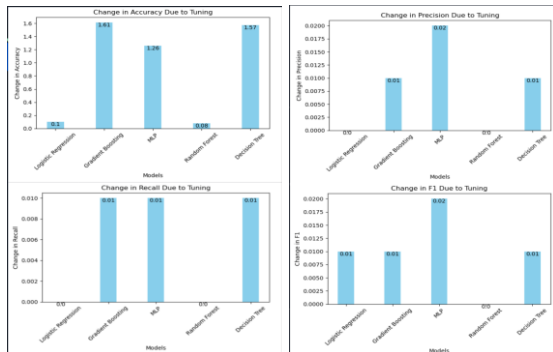 Change in Accuracy Due to Tuning
Change in Accuracy
1.6
1.4
1.2
1.0
0.8
0.6
0.4
0.2
0.0
0.1
1.61
1.26
0.08
1.57
Logistic Regression
Gradient Boosting
MLP
Random Forest
Decision Tree
Models
Change in Precision Due to Tuning
Change in Precision
0.0200
0.0175
0.0150
0.0125
0.0100
0.0075
0.0050
0.0025
0.0000
0.0
0.01
0.02
0.0
0.01
Logistic Regression
Gradient Boosting
MLP
Random Forest
Decision Tree
Models
Change in Recall Due to Tuning
Change in Recall
0.010
0.008
0.006
0.004
0.002
0.000
0.0
0.01
0.01
0.0
0.01
Logistic Regression
Gradient Boosting
MLP
Random Forest
Decision Tree
Models
Change in F1 Due to Tuning
Change in F1
0.0200
0.0175
0.0150
0.0125
0.0100
0.0075
0.0050
0.0025
0.0000
0.01
0.01
0.02
0.0
0.01
Logistic Regression
Gradient Boosting
MLP
Random Forest
Decision Tree
Models